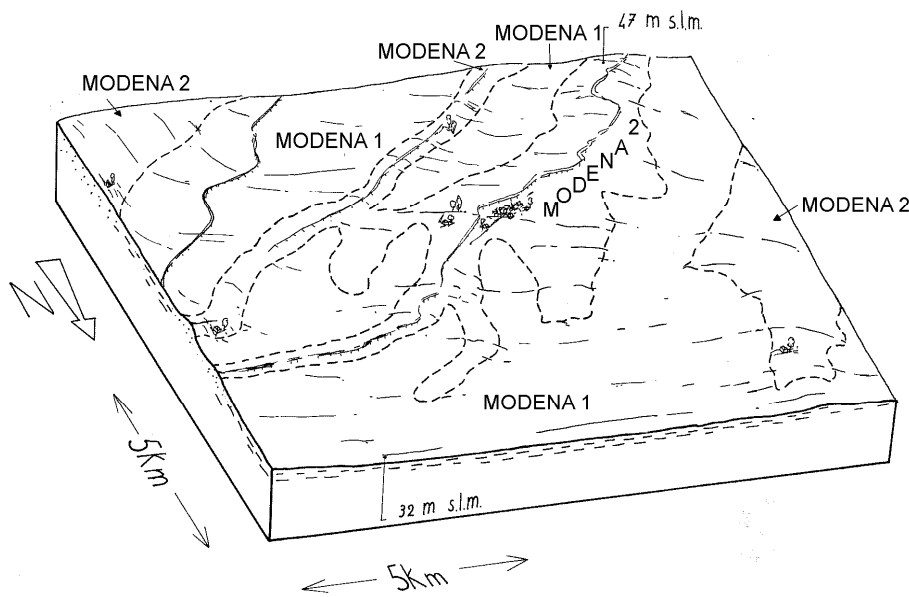 47 m s.l.m.
MODENA 1
MODENA 2
MODENA 2
MODENA 1
MODENA 2
MODENA 2
N
MODENA 1
5Km
32 m s.l.m.
5Km